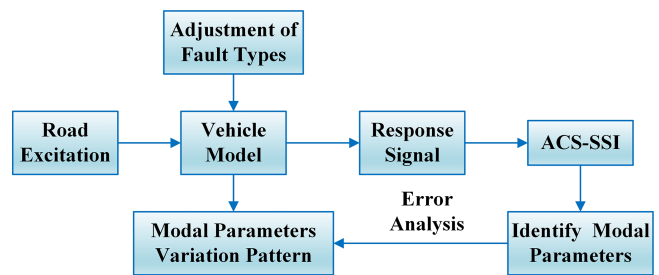 Adjustment of
Fault Types
Road
Excitation
Vehicle
Model
Response
Signal
ACS-SSI
Error
Analysis
Modal Parameters
Variation Pattern
Identify Modal
Parameters